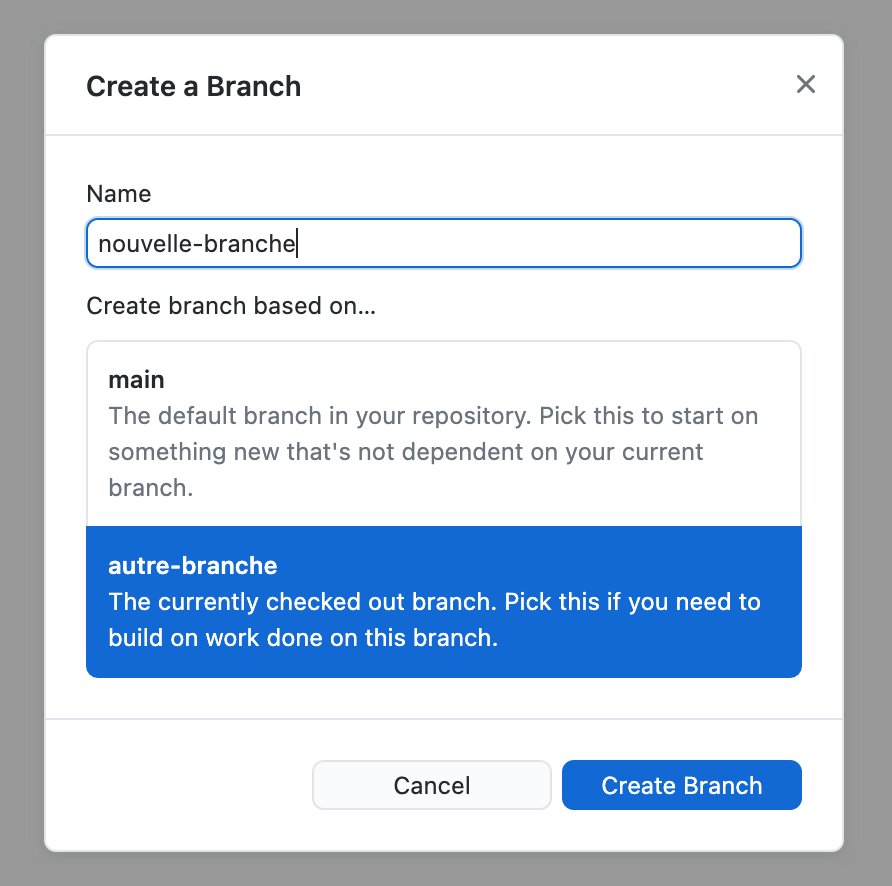 Create a Branch
Name
nouvelle-branche
Create branch based on...
main
The default branch in your repository. Pick this to start on
something new that's not dependent on your current
branch.
autre-branche
The currently checked out branch. Pick this if you need to
build on work done on this branch.
Cancel
Create Branch